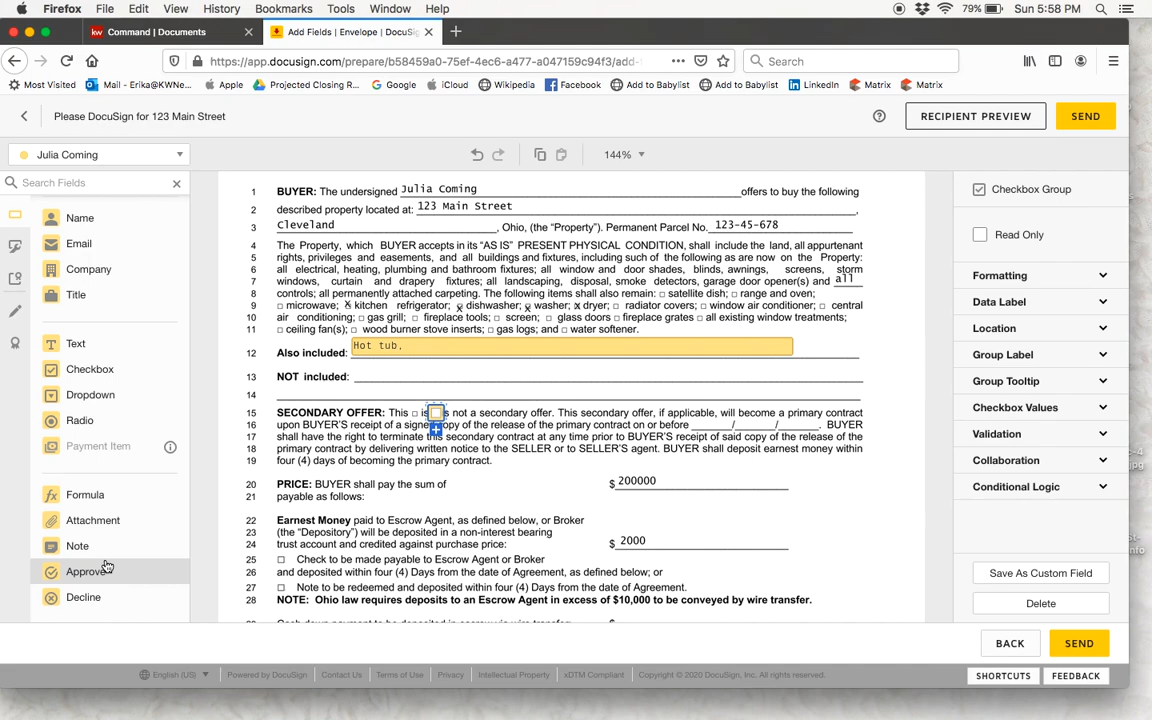 Firefox File Edit View History Bookmarks Tools Window Help 79% Sun 5:58 PM
Command | Documents Add Fields | Envelope | DocuSig
https://app.docusign.com/prepare/b58459a0-75ef-4ec6-a477-a047159c94f3/add- Search
Most Visited Mail - Erika@KWNe... Apple Projected Closing R... Google iCloud Wikipedia Facebook Add to Babylist Add to Babylist LinkedIn Matrix Matrix
Please DocuSign for 123 Main Street RECIPIENT PREVIEW SEND
Julia Coming 144%
Search Fields
Name
Email
Company
Title
Text
Checkbox
Dropdown
Radio
Payment Item
Formula
Attachment
Note
Approve
Decline
1 BUYER: The undersigned Julia Coming offers to buy the following
2 described property located at: 123 Main Street,
3 Cleveland, Ohio, (the “Property”). Permanent Parcel No. 123-45-678
4 The Property, which BUYER accepts in its “AS IS” PRESENT PHYSICAL CONDITION, shall include the land, all appurtenant
5 rights, privileges and easements, and all buildings and fixtures, including such of the following as are now on the Property:
6 all electrical, heating, plumbing and bathroom fixtures; all window and door shades, blinds, awnings, screens, storm
7 windows, curtain and drapery fixtures; all landscaping, disposal, smoke detectors, garage door opener(s) and all
8 controls; all permanently attached carpeting. The following items shall also remain: □ satellite dish; □ range and oven;
9 □ microwave; X kitchen refrigerator; X dishwasher; X washer; X dryer; □ radiator covers; □ window air conditioner; □ central
10 air conditioning; □ gas grill; □ fireplace tools; □ screen; □ glass doors □ fireplace grates □ all existing window treatments;
11 □ ceiling fan(s); □ wood burner stove inserts; □ gas logs; and □ water softener.
12 Also included: Hot tub,
13 NOT included:
14
15 SECONDARY OFFER: This □ is □ is not a secondary offer. This secondary offer, if applicable, will become a primary contract
16 upon BUYER’S receipt of a signed copy of the release of the primary contract on or before ______/______/______. BUYER
17 shall have the right to terminate this secondary contract at any time prior to BUYER’S receipt of said copy of the release of the
18 primary contract by delivering written notice to the SELLER or to SELLER’S agent. BUYER shall deposit earnest money within
19 four (4) days of becoming the primary contract.
20 PRICE: BUYER shall pay the sum of $ 200000
21 payable as follows:
22 Earnest Money paid to Escrow Agent, as defined below, or Broker
23 (the “Depository”) will be deposited in a non-interest bearing
24 trust account and credited against purchase price: $ 2000
25 □ Check to be made payable to Escrow Agent or Broker
26 and deposited within four (4) Days from the date of Agreement, as defined below; or
27 □ Note to be redeemed and deposited within four (4) Days from the date of Agreement.
28 NOTE: Ohio law requires deposits to an Escrow Agent in excess of $10,000 to be conveyed by wire transfer.
Checkbox Group
Read Only
Formatting
Data Label
Location
Group Label
Group Tooltip
Checkbox Values
Validation
Collaboration
Conditional Logic
Save As Custom Field
Delete
BACK SEND
English (US) Powered by DocuSign Contact Us Terms of Use Privacy Intellectual Property xDTM Compliant Copyright © 2020 DocuSign, Inc. All rights reserved. SHORTCUTS FEEDBACK